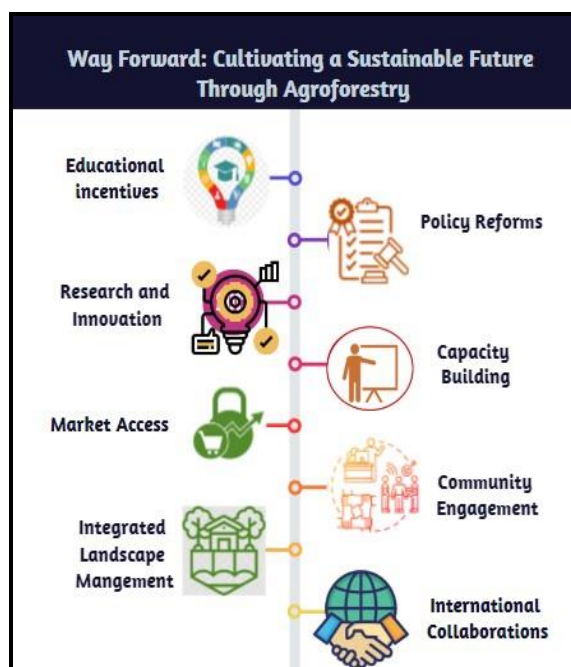 Way Forward: Cultivating a Sustainable Future
Through Agroforestry
Educational
incentives
Policy Reforms
Research and
Innovation
Capacity
Building
Market Access
Community
Engagement
Integrated
Landscape
Mangement
International
Collaborations